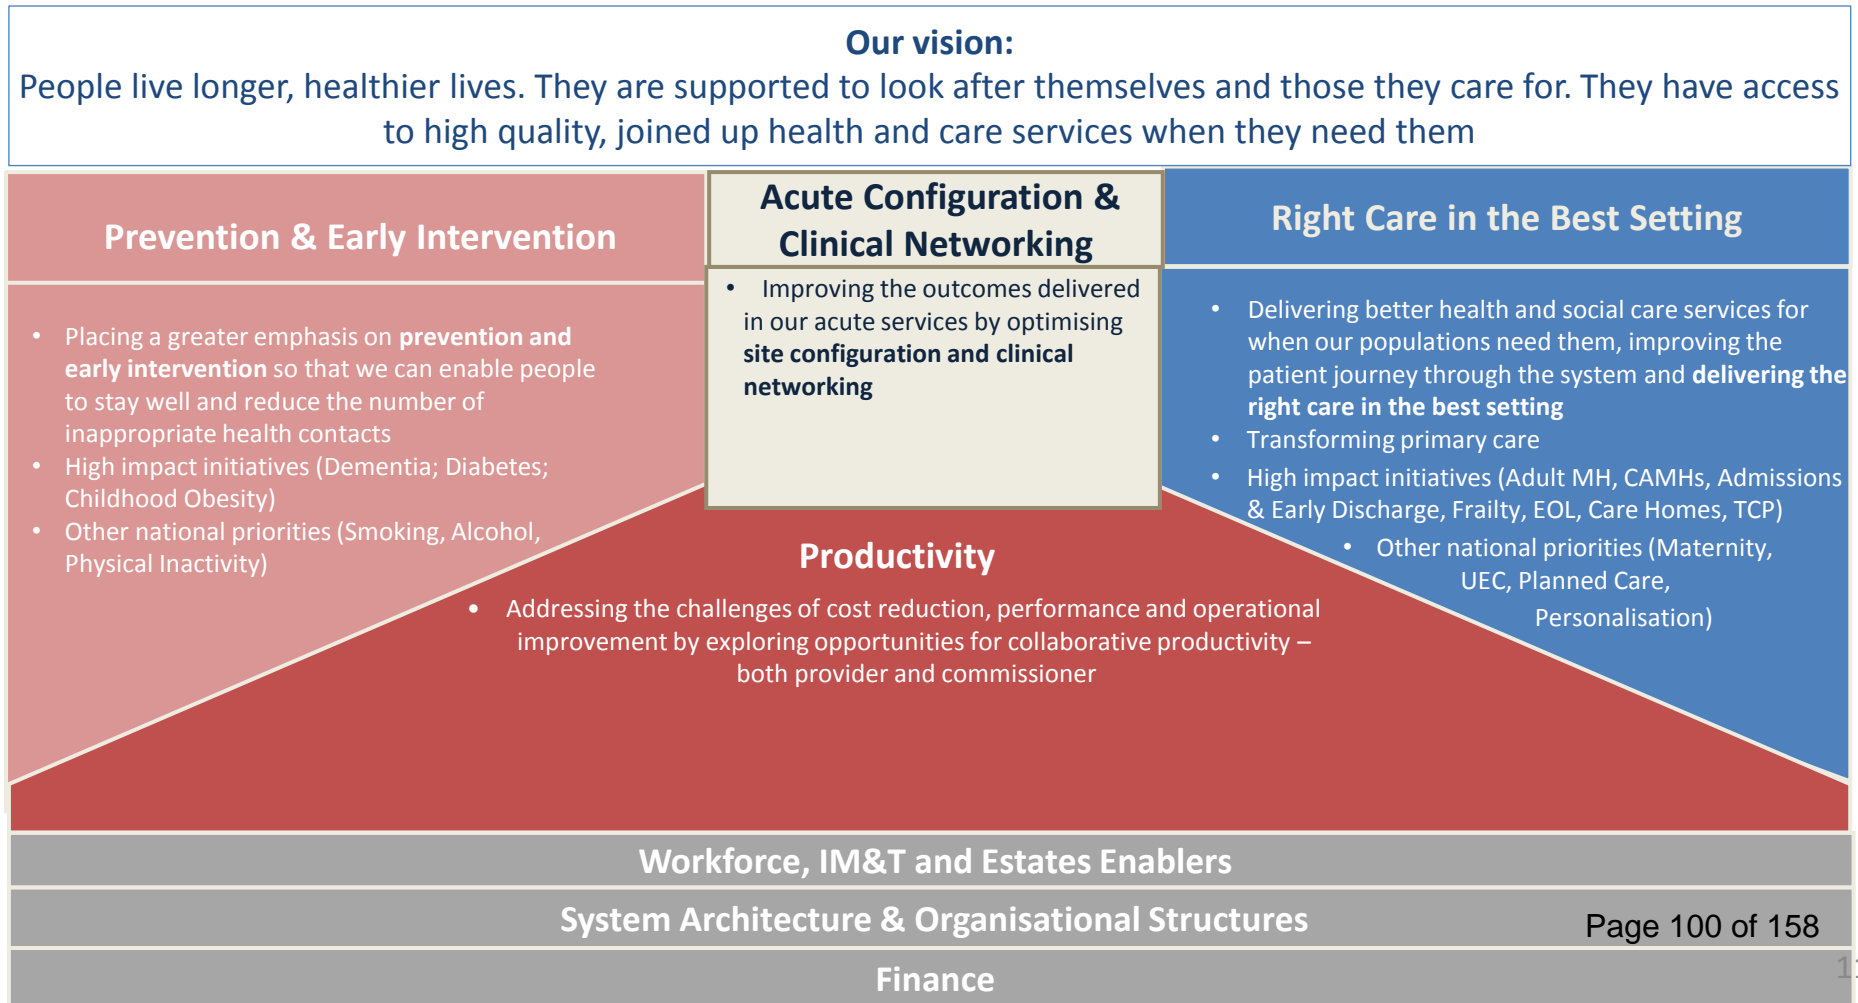 Our vision:
People live longer, healthier lives. They are supported to look after themselves and those they care for. They have access
to high quality, joined up health and care services when they need them
Prevention & Early Intervention
• Placing a greater emphasis on prevention and
early intervention so that we can enable people
to stay well and reduce the number of
inappropriate health contacts
• High impact initiatives (Dementia; Diabetes;
Childhood Obesity)
• Other national priorities (Smoking, Alcohol,
Physical Inactivity)
Acute Configuration &
Clinical Networking
• Improving the outcomes delivered
in our acute services by optimising
site configuration and clinical
networking
Right Care in the Best Setting
• Delivering better health and social care services for
when our populations need them, improving the
patient journey through the system and delivering the
right care in the best setting
• Transforming primary care
• High impact initiatives (Adult MH, CAMHs, Admissions
& Early Discharge, Frailty, EOL, Care Homes, TCP)
• Other national priorities (Maternity,
UEC, Planned Care,
Personalisation)
Productivity
• Addressing the challenges of cost reduction, performance and operational
improvement by exploring opportunities for collaborative productivity –
both provider and commissioner
Workforce, IM&T and Estates Enablers
System Architecture & Organisational Structures
Page 100 of 158
Finance